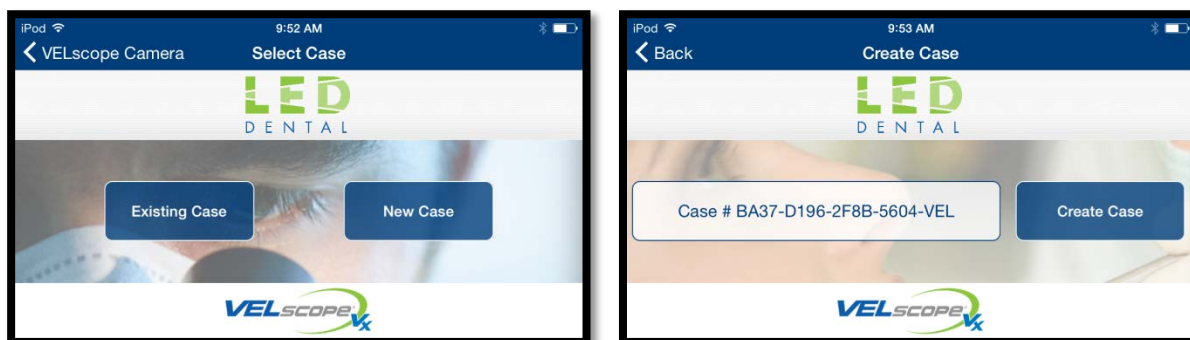 iPod 9:52 AM
VELscope Camera Select Case
LED
DENTAL
Existing Case New Case
VELscope Vx
iPod 9:53 AM
Back Create Case
LED
DENTAL
Case # BA37-D196-2F8B-5604-VEL Create Case
VELscope Vx